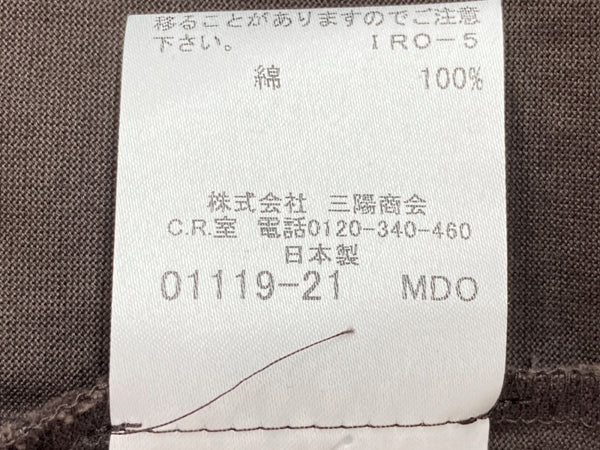 移ることがありますのでご注意
下さい。 IRO-5
綿 100%
株式会社 三陽商会
C.R.室 電話0120-340-460
日本製
01119-21 MDO